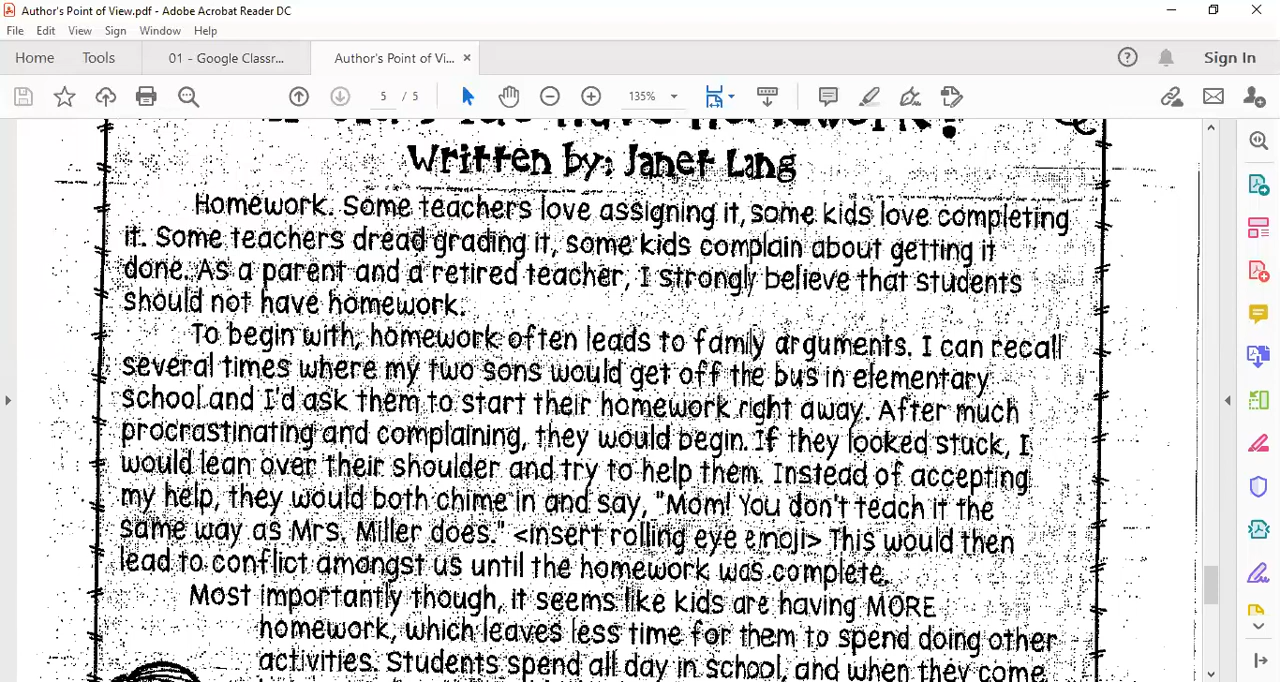 Author's Point of View.pdf - Adobe Acrobat Reader DC
File Edit View Sign Window Help
Home Tools 01 - Google Classr... Author's Point of Vi... × Sign In
5 / 5 135%
Have Homework?
Written by: Janet Lang
Homework. Some teachers love assigning it, some kids love completing
it. Some teachers dread grading it, some kids complain about getting it
done. As a parent and a retired teacher, I strongly believe that students
should not have homework.
To begin with, homework often leads to family arguments. I can recall
several times where my two sons would get off the bus in elementary
school and I'd ask them to start their homework right away. After much
procrastinating and complaining, they would begin. If they looked stuck, I
would lean over their shoulder and try to help them. Instead of accepting
my help, they would both chime in and say, "Mom! You don't teach it the
same way as Mrs. Miller does." <insert rolling eye emoji> This would then
lead to conflict amongst us until the homework was complete.
Most importantly though, it seems like kids are having MORE
homework, which leaves less time for them to spend doing other
activities. Students spend all day in school, and when they come